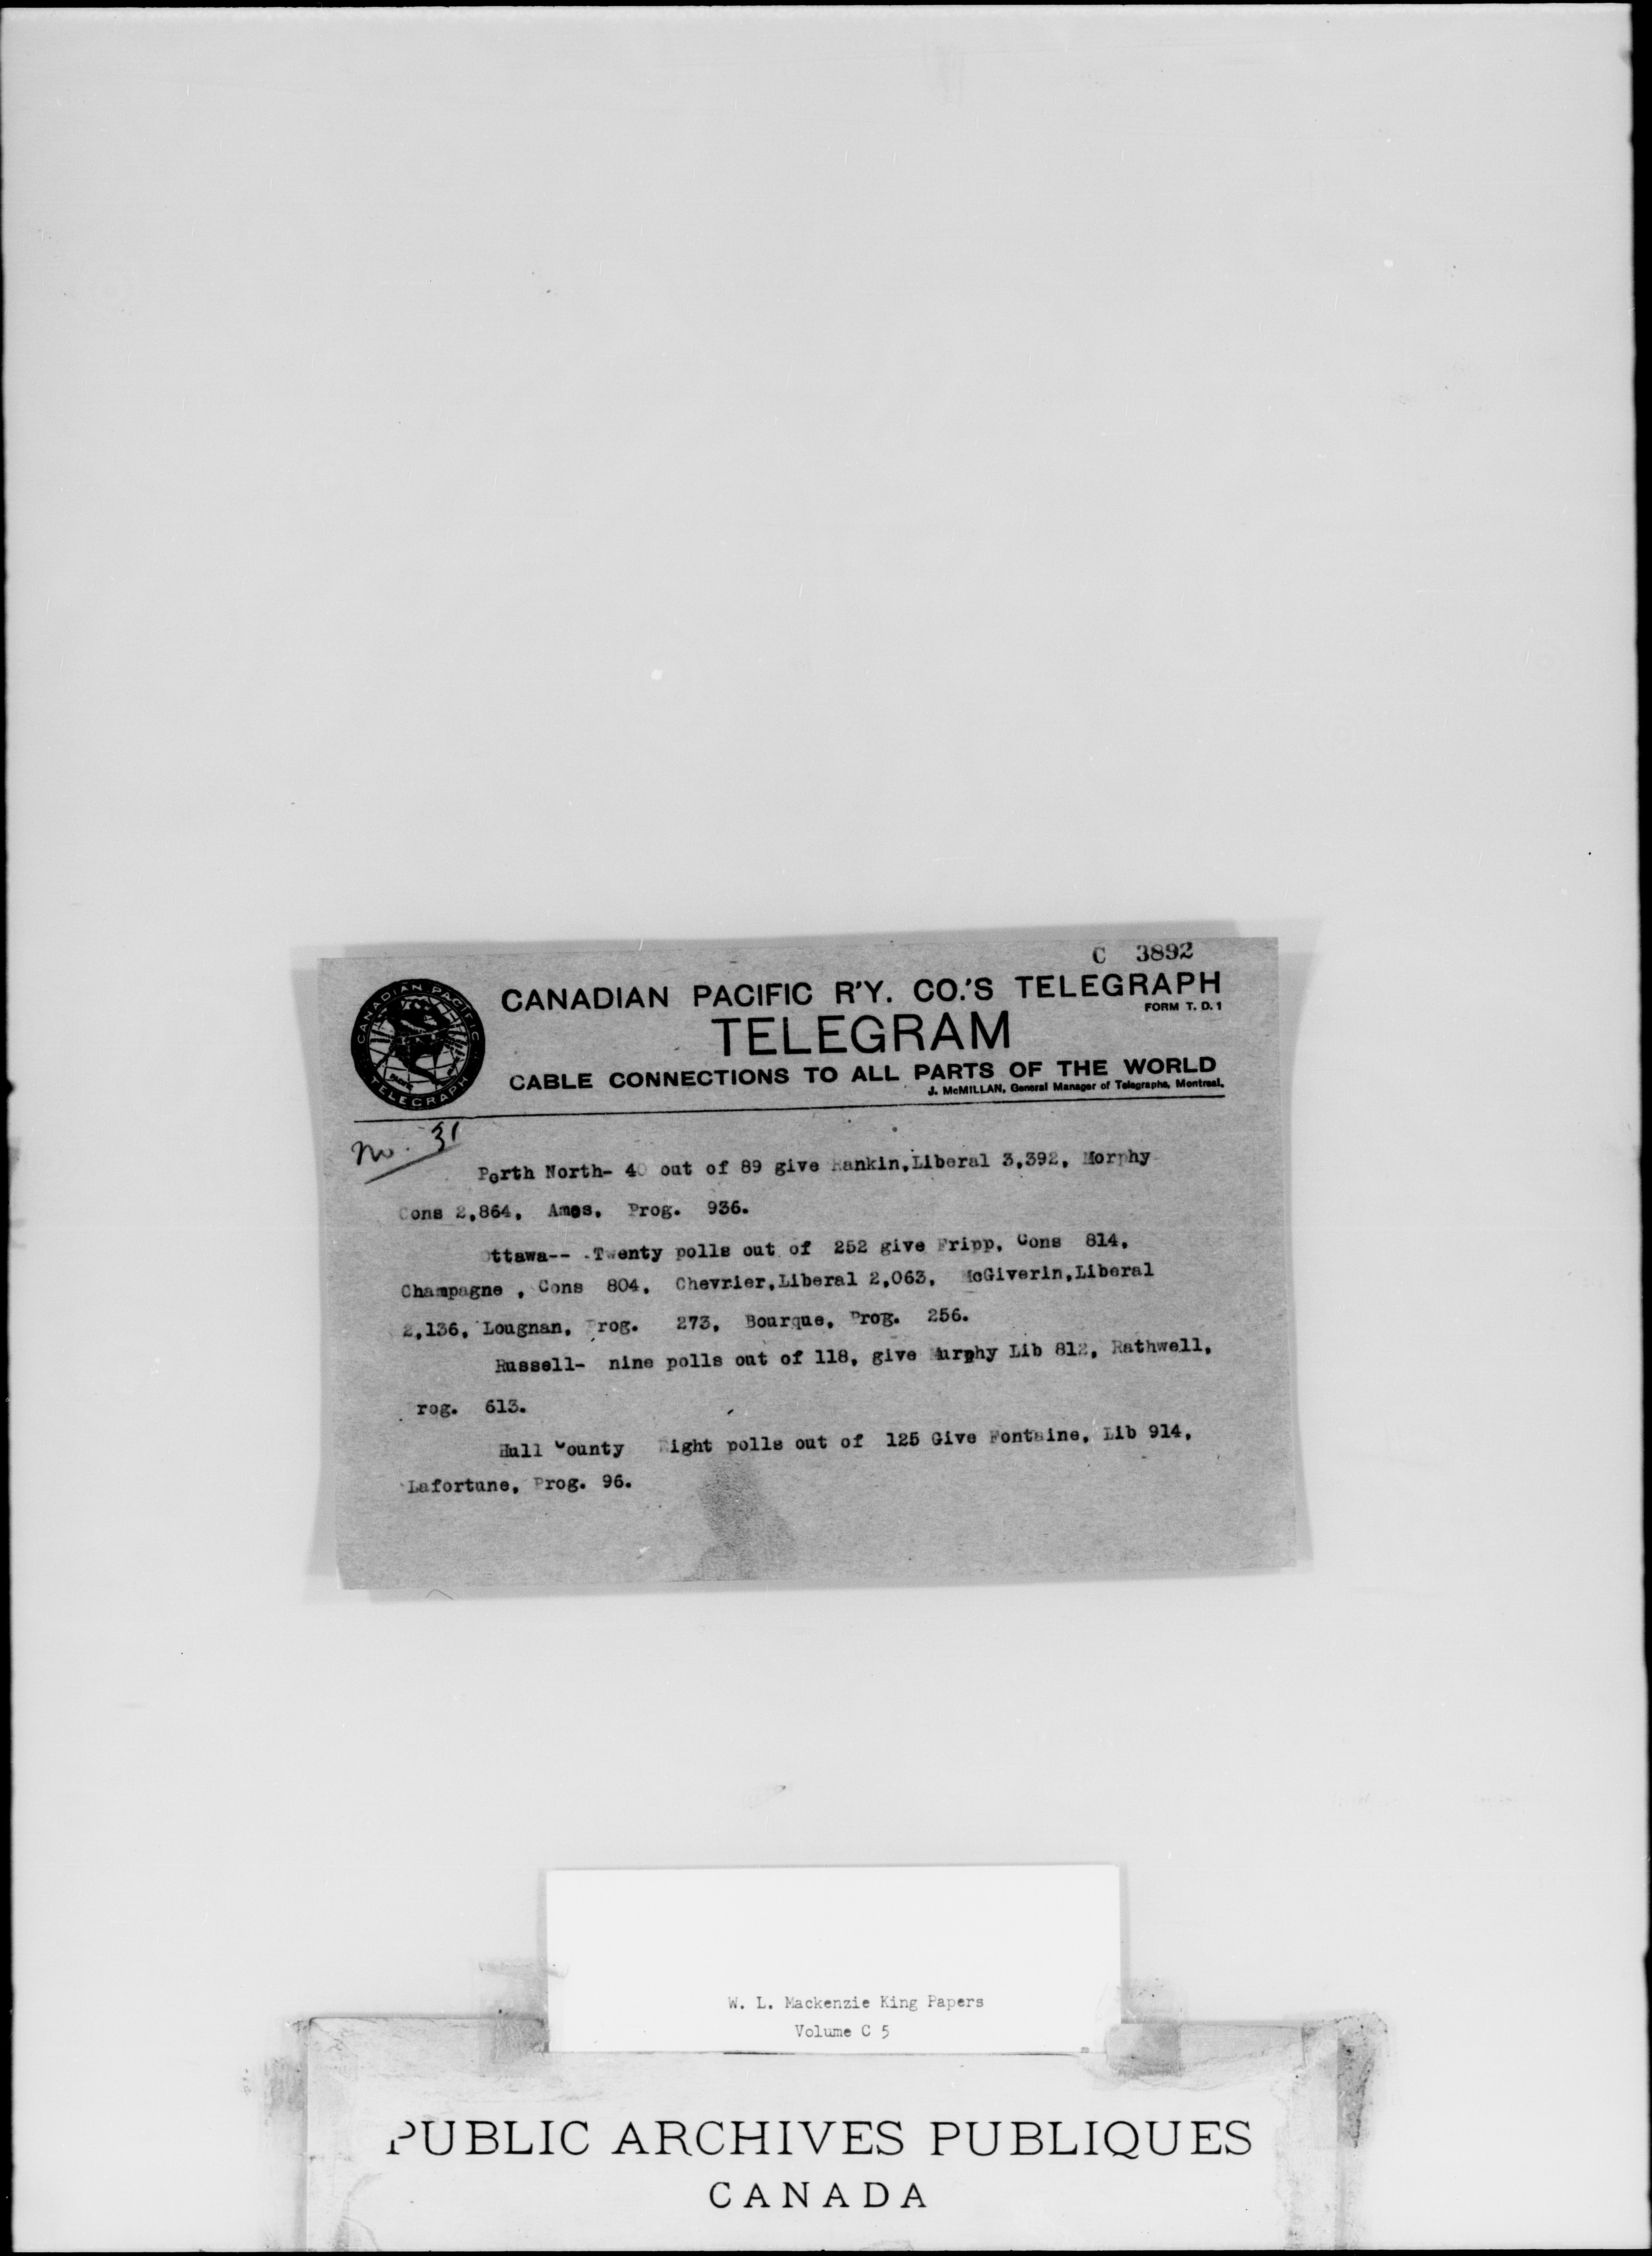 C 3892
CANADIAN PACIFIC R'Y. CO.'S TELEGRAPH
FORM T. D. 1
TELEGRAM
CABLE CONNECTIONS TO ALL PARTS OF THE WORLD
J. McMILLAN, General Manager of Telegraphs, Montreal.
CANADIAN PACIFIC
TELEGRAPH
No. 31
Perth North- 40 out of 89 give Rankin,Liberal 3,392, Morphy
Cons 2,864, Ames, Prog. 936.
Ottawa-- Twenty polls out of 252 give Fripp, Cons 814,
Champagne , Cons 804, Chevrier,Liberal 2,063, McGiverin,Liberal
2,136, Lougnan, Prog. 273, Bourque, Prog. 256.
Russell- nine polls out of 118, give Murphy Lib 812, Rathwell,
Prog. 613.
Hull County Eight polls out of 125 Give Fontaine, Lib 914,
Lafortune, Prog. 96.
W. L. Mackenzie King Papers
Volume C 5
PUBLIC ARCHIVES PUBLIQUES
CANADA